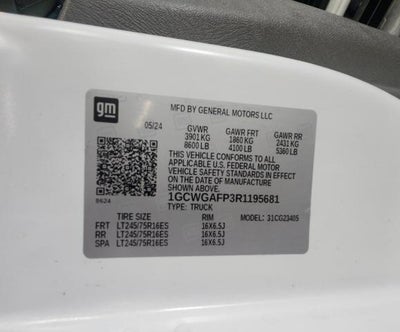 gm
MFD BY GENERAL MOTORS LLC
05/24 GVWR GAWR FRT GAWR RR
3901 KG 1860 KG 2431 KG
8600 LB 4100 LB 5360 LB
THIS VEHICLE CONFORMS TO ALL
APPLICABLE U.S. FEDERAL MOTOR
VEHICLE SAFETY STANDARDS IN EFFECT ON
THE DATE OF MANUFACTURE SHOWN ABOVE.
0624 1GCWGAFP3R1195681
TYPE: TRUCK
TIRE SIZE RIM 31CG23405
FRT LT245/75R16ES 16X6.5J
RR LT245/75R16ES 16X6.5J
SPA LT245/75R16ES 16X6.5J